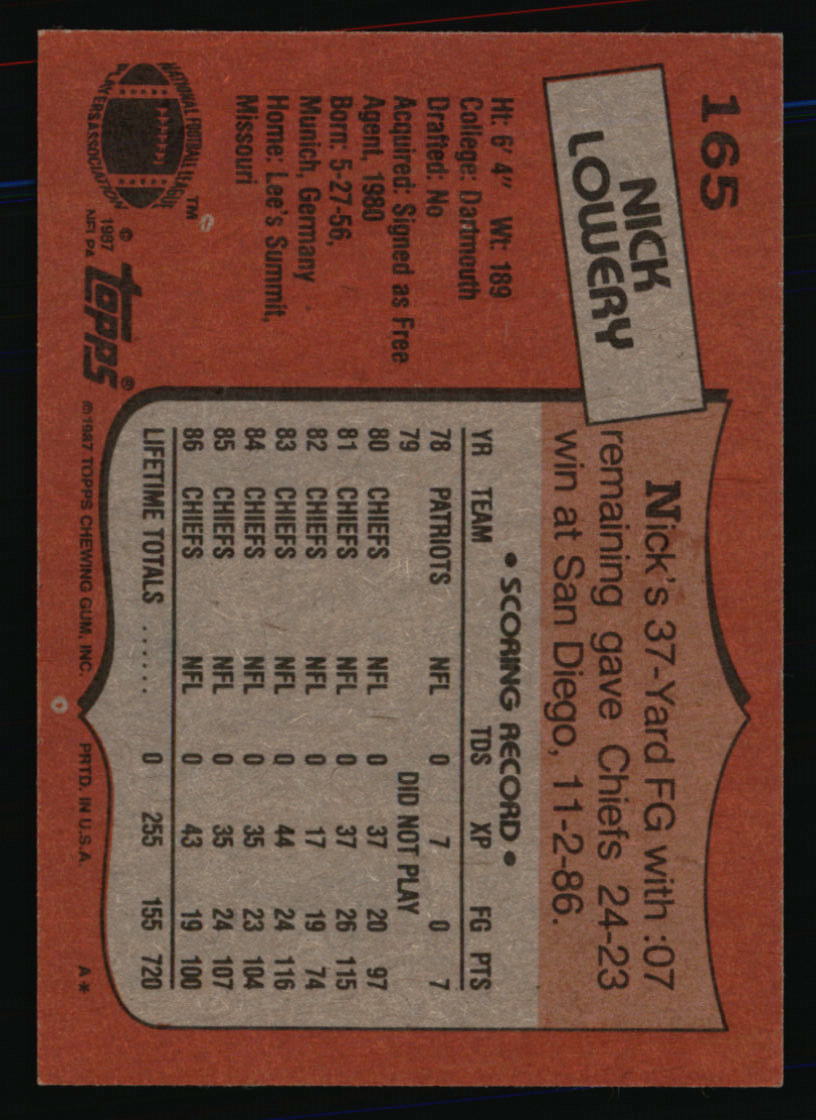 165
NICK
LOWERY
Ht: 6' 4" Wt: 189
College: Dartmouth
Drafted: No
Acquired: Signed as Free
Agent, 1980
Born: 5-27-56,
Munich, Germany
Home: Lee's Summit,
Missouri
NATIONAL FOOTBALL LEAGUE
PLAYERS ASSOCIATION
TM
© 1987
NFLPA
topps®
Nick's 37-Yard FG with :07
remaining gave Chiefs 24-23
win at San Diego, 11-2-86.
• SCORING RECORD •
YR TEAM TDS XP FG PTS
78 PATRIOTS NFL 0 7 0 7
79 DID NOT PLAY
80 CHIEFS NFL 0 37 20 97
81 CHIEFS NFL 0 37 26 115
82 CHIEFS NFL 0 17 19 74
83 CHIEFS NFL 0 44 24 116
84 CHIEFS NFL 0 35 23 104
85 CHIEFS NFL 0 35 24 107
86 CHIEFS NFL 0 43 19 100
LIFETIME TOTALS ...... 0 255 155 720
© 1987 TOPPS CHEWING GUM, INC. PRTD. IN U.S.A. A*